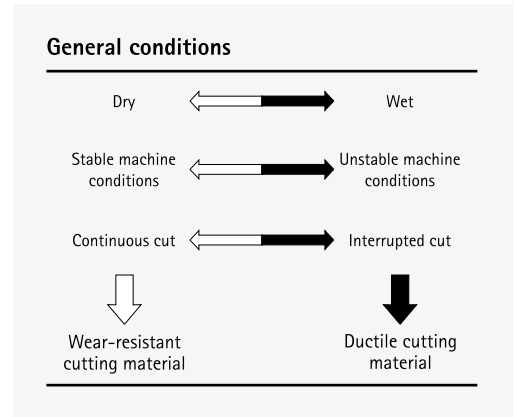 General conditions
Dry
Wet
Stable machine
conditions
Unstable machine
conditions
Continuous cut
Interrupted cut
Wear-resistant
cutting material
Ductile cutting
material